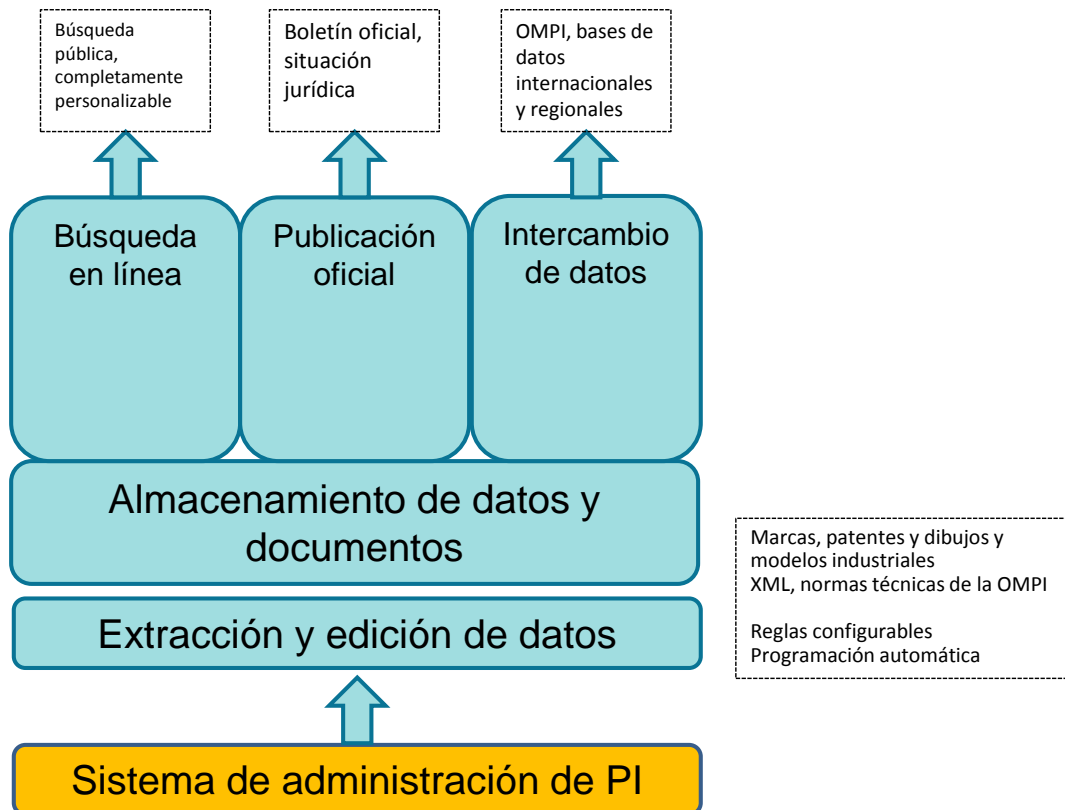 Búsqueda
pública,
completamente
personalizable
Boletín oficial,
situación
jurídica
OMPI, bases de
datos
internacionales
y regionales
Búsqueda
en línea
Publicación
oficial
Intercambio
de datos
Almacenamiento de datos y
documentos
Marcas, patentes y dibujos y
modelos industriales
XML, normas técnicas de la OMPI
Reglas configurables
Programación automática
Extracción y edición de datos
Sistema de administración de PI